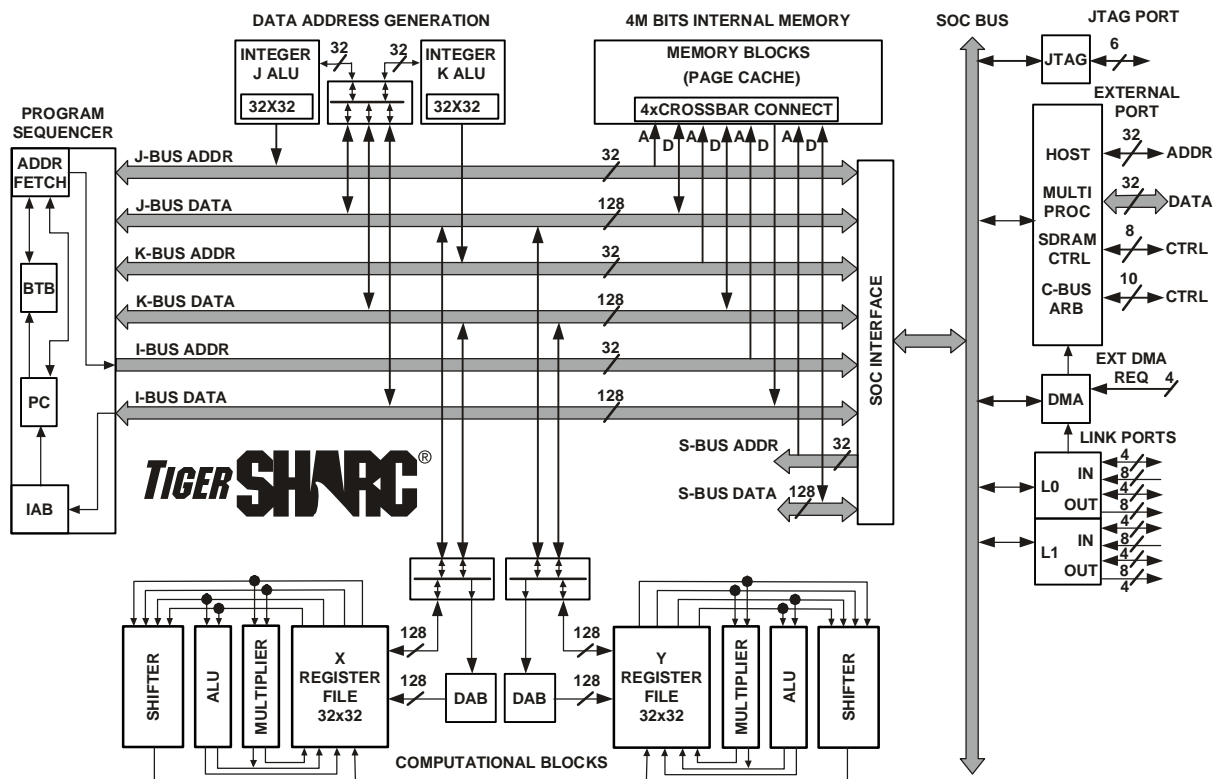 DATA ADDRESS GENERATION
4M BITS INTERNAL MEMORY
SOC BUS
JTAG PORT
INTEGER
J ALU
32X32
32
32
INTEGER
K ALU
32X32
MEMORY BLOCKS
(PAGE CACHE)
4xCROSSBAR CONNECT
A
D
A
D
A
D
A
D
JTAG
6
PROGRAM
SEQUENCER
ADDR
FETCH
BTB
PC
IAB
J-BUS ADDR
32
J-BUS DATA
128
K-BUS ADDR
32
K-BUS DATA
128
I-BUS ADDR
32
I-BUS DATA
128
S-BUS ADDR
32
S-BUS DATA
128
SOC INTERFACE
EXTERNAL
PORT
HOST
32
ADDR
MULTI
PROC
32
DATA
SDRAM
CTRL
8
CTRL
C-BUS
ARB
10
CTRL
EXT DMA
REQ
4
DMA
LINK PORTS
L0
IN
OUT
4
8
4
8
L1
IN
OUT
4
8
4
8
4
TIGER SHARC®
SHIFTER
ALU
MULTIPLIER
X
REGISTER
FILE
32x32
128
128
DAB
DAB
128
128
Y
REGISTER
FILE
32x32
MULTIPLIER
ALU
SHIFTER
COMPUTATIONAL BLOCKS